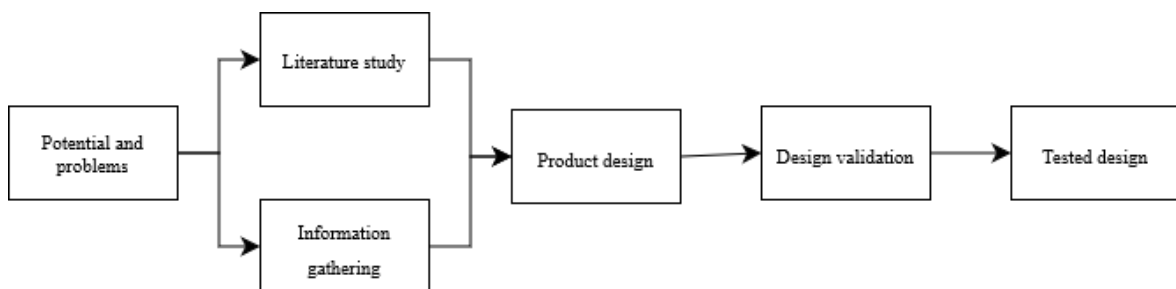 Literature study
Potential and
problems
Product design
Design validation
Tested design
Information
gathering